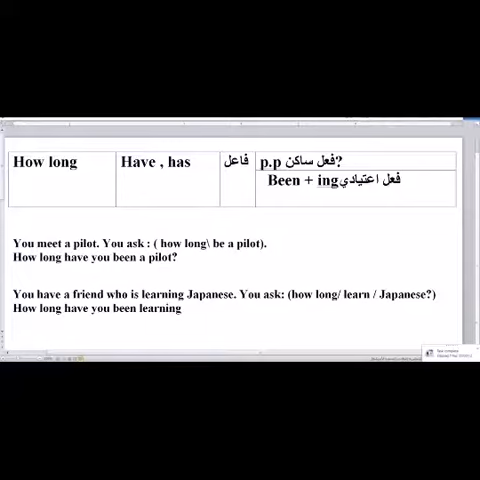 How long Have , has فاعل p.p فعل ساكن?
Been + ing فعل اعتيادي
You meet a pilot. You ask : ( how long\ be a pilot).
How long have you been a pilot?
You have a friend who is learning Japanese. You ask: (how long/ learn / Japanese?)
How long have you been learning